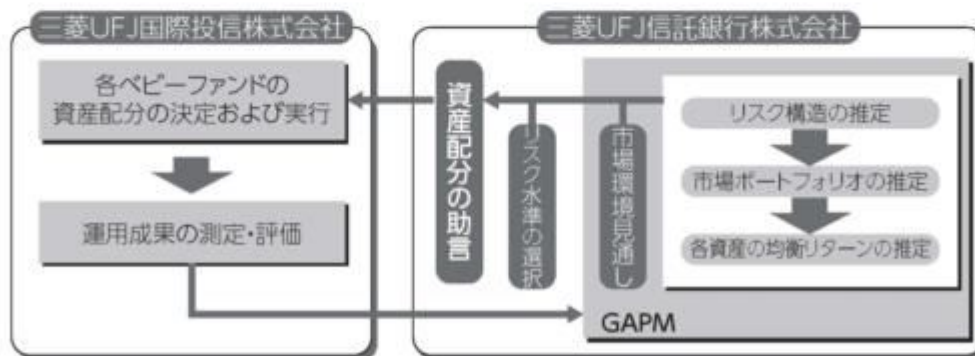 三菱UFJ国際投信株式会社
各ベビーファンドの
資産配分の決定および実行
運用成果の測定・評価
三菱UFJ信託銀行株式会社
資産配分の助言
リスク水準の選択
市場環境見通し
リスク構造の推定
市場ポートフォリオの推定
各資産の均衡リターンの推定
GAPM